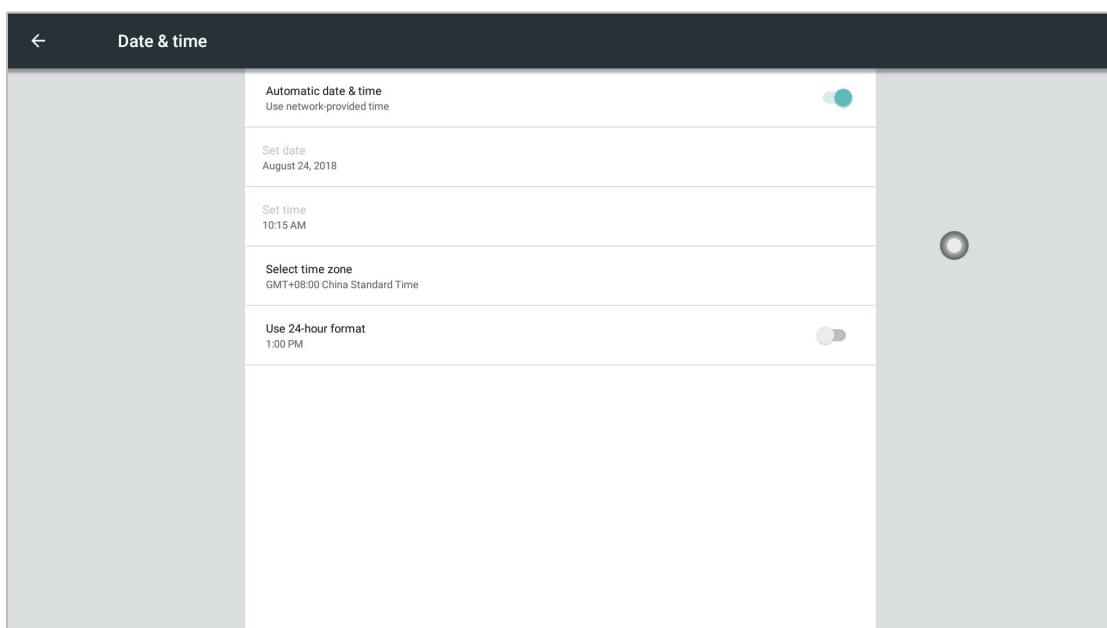 Date & time
Automatic date & time
Use network-provided time
Set date
August 24, 2018
Set time
10:15 AM
Select time zone
GMT+08:00 China Standard Time
Use 24-hour format
1:00 PM